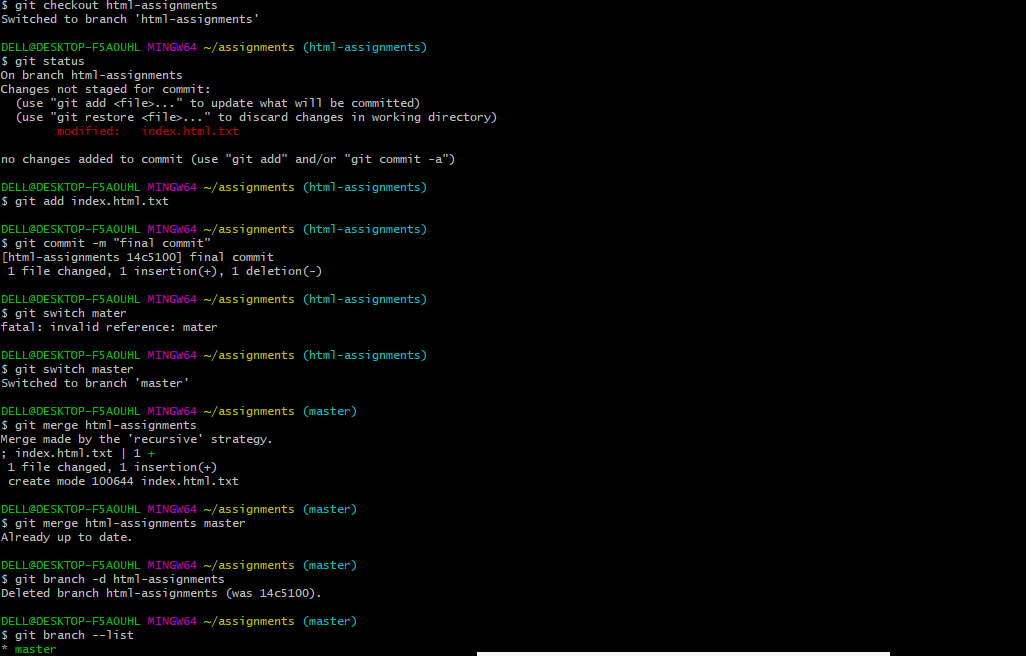 $ git checkout html-assignments
Switched to branch 'html-assignments'
DELL@DESKTOP-F5AOUHL MINGW64 ~/assignments (html-assignments)
$ git status
On branch html-assignments
Changes not staged for commit:
  (use "git add <file>..." to update what will be committed)
  (use "git restore <file>..." to discard changes in working directory)
        modified:   index.html.txt
no changes added to commit (use "git add" and/or "git commit -a")
DELL@DESKTOP-F5AOUHL MINGW64 ~/assignments (html-assignments)
$ git add index.html.txt
DELL@DESKTOP-F5AOUHL MINGW64 ~/assignments (html-assignments)
$ git commit -m "final commit"
[html-assignments 14c5100] final commit
 1 file changed, 1 insertion(+), 1 deletion(-)
DELL@DESKTOP-F5AOUHL MINGW64 ~/assignments (html-assignments)
$ git switch mater
fatal: invalid reference: mater
DELL@DESKTOP-F5AOUHL MINGW64 ~/assignments (html-assignments)
$ git switch master
Switched to branch 'master'
DELL@DESKTOP-F5AOUHL MINGW64 ~/assignments (master)
$ git merge html-assignments
Merge made by the 'recursive' strategy.
; index.html.txt | 1 +
 1 file changed, 1 insertion(+)
 create mode 100644 index.html.txt
DELL@DESKTOP-F5AOUHL MINGW64 ~/assignments (master)
$ git merge html-assignments master
Already up to date.
DELL@DESKTOP-F5AOUHL MINGW64 ~/assignments (master)
$ git branch -d html-assignments
Deleted branch html-assignments (was 14c5100).
DELL@DESKTOP-F5AOUHL MINGW64 ~/assignments (master)
$ git branch --list
* master